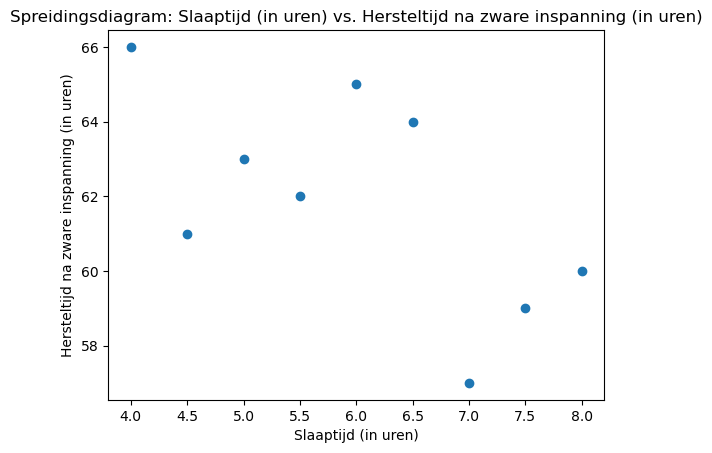 Spreidingsdiagram: Slaaptijd (in uren) vs. Hersteltijd na zware inspanning (in uren)
Hersteltijd na zware inspanning (in uren)
66
64
62
60
58
4.0 4.5 5.0 5.5 6.0 6.5 7.0 7.5 8.0
Slaaptijd (in uren)